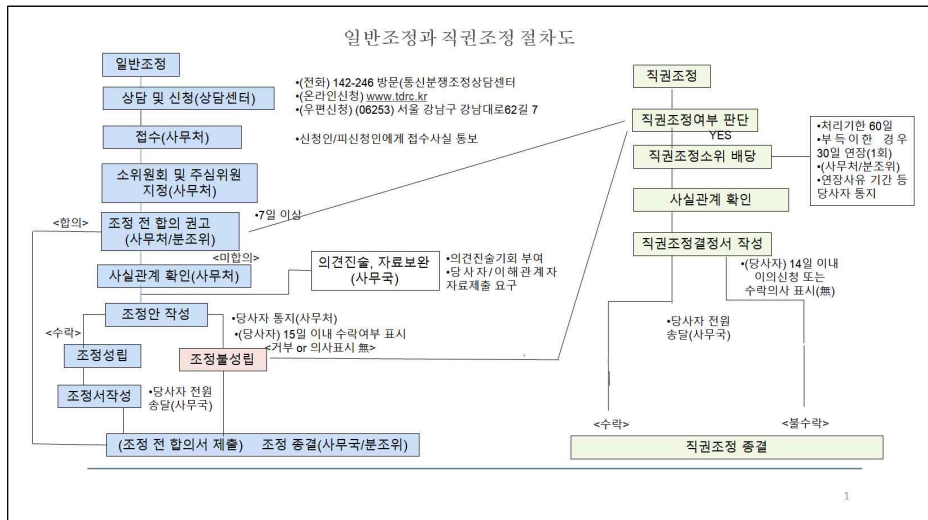 일반조정과 직권조정 절차도
일반조정
상담 및 신청(상담센터)
•(전화) 142-246 방문(통신분쟁조정상담센터
•(온라인신청) www.tdrc.kr
•(우편신청) (06253) 서울 강남구 강남대로62길 7
접수(사무처)
•신청인/피신청인에게 접수사실 통보
소위원회 및 주심위원
지정(사무처)
<합의>
조정 전 합의 권고
(사무처/분조위)
•7일 이상
<미합의>
사실관계 확인(사무처)
의견진술, 자료보완
(사무국)
•의견진술기회 부여
•당사자/이해관계자
자료제출 요구
조정안 작성
•당사자 통지(사무처)
•(당사자) 15일 이내 수락여부 표시
<거부 or 의사표시 無>
<수락>
조정성립
조정불성립
조정서작성
•당사자 전원
송달(사무국)
(조정 전 합의서 제출) 조정 종결(사무국/분조위)
직권조정
직권조정여부 판단
YES
직권조정소위 배당
•처리기한 60일
•부득이한 경우
30일 연장(1회)
•(사무처/분조위)
•연장사유 기간 등
당사자 통지
사실관계 확인
직권조정결정서 작성
•(당사자) 14일 이내
이의신청 또는
수락의사 표시(無)
•당사자 전원
송달(사무국)
<수락>
<불수락>
직권조정 종결
1